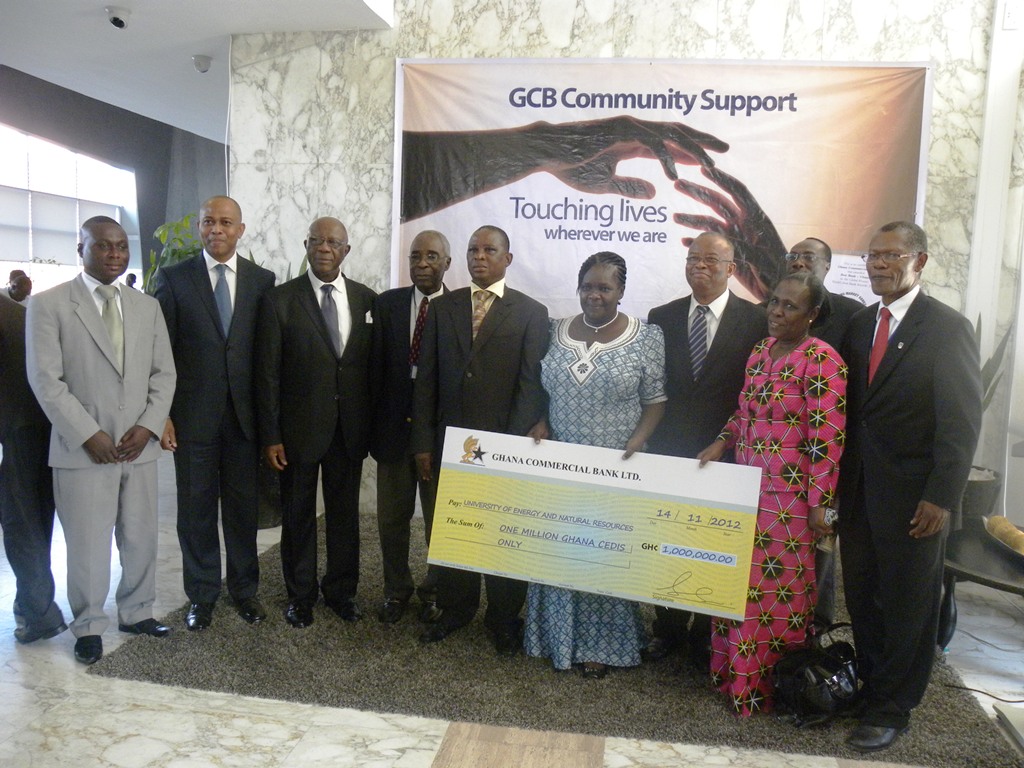 GCB Community Support
Touching lives
wherever we are
GHANA COMMERCIAL BANK LTD.
14 11 2012
Pay: UNIVERSITY OF ENERGY AND NATURAL RESOURCES
The Sum Of: ONE MILLION GHANA CEDIS
ONLY
GH¢ 1,000,000.00